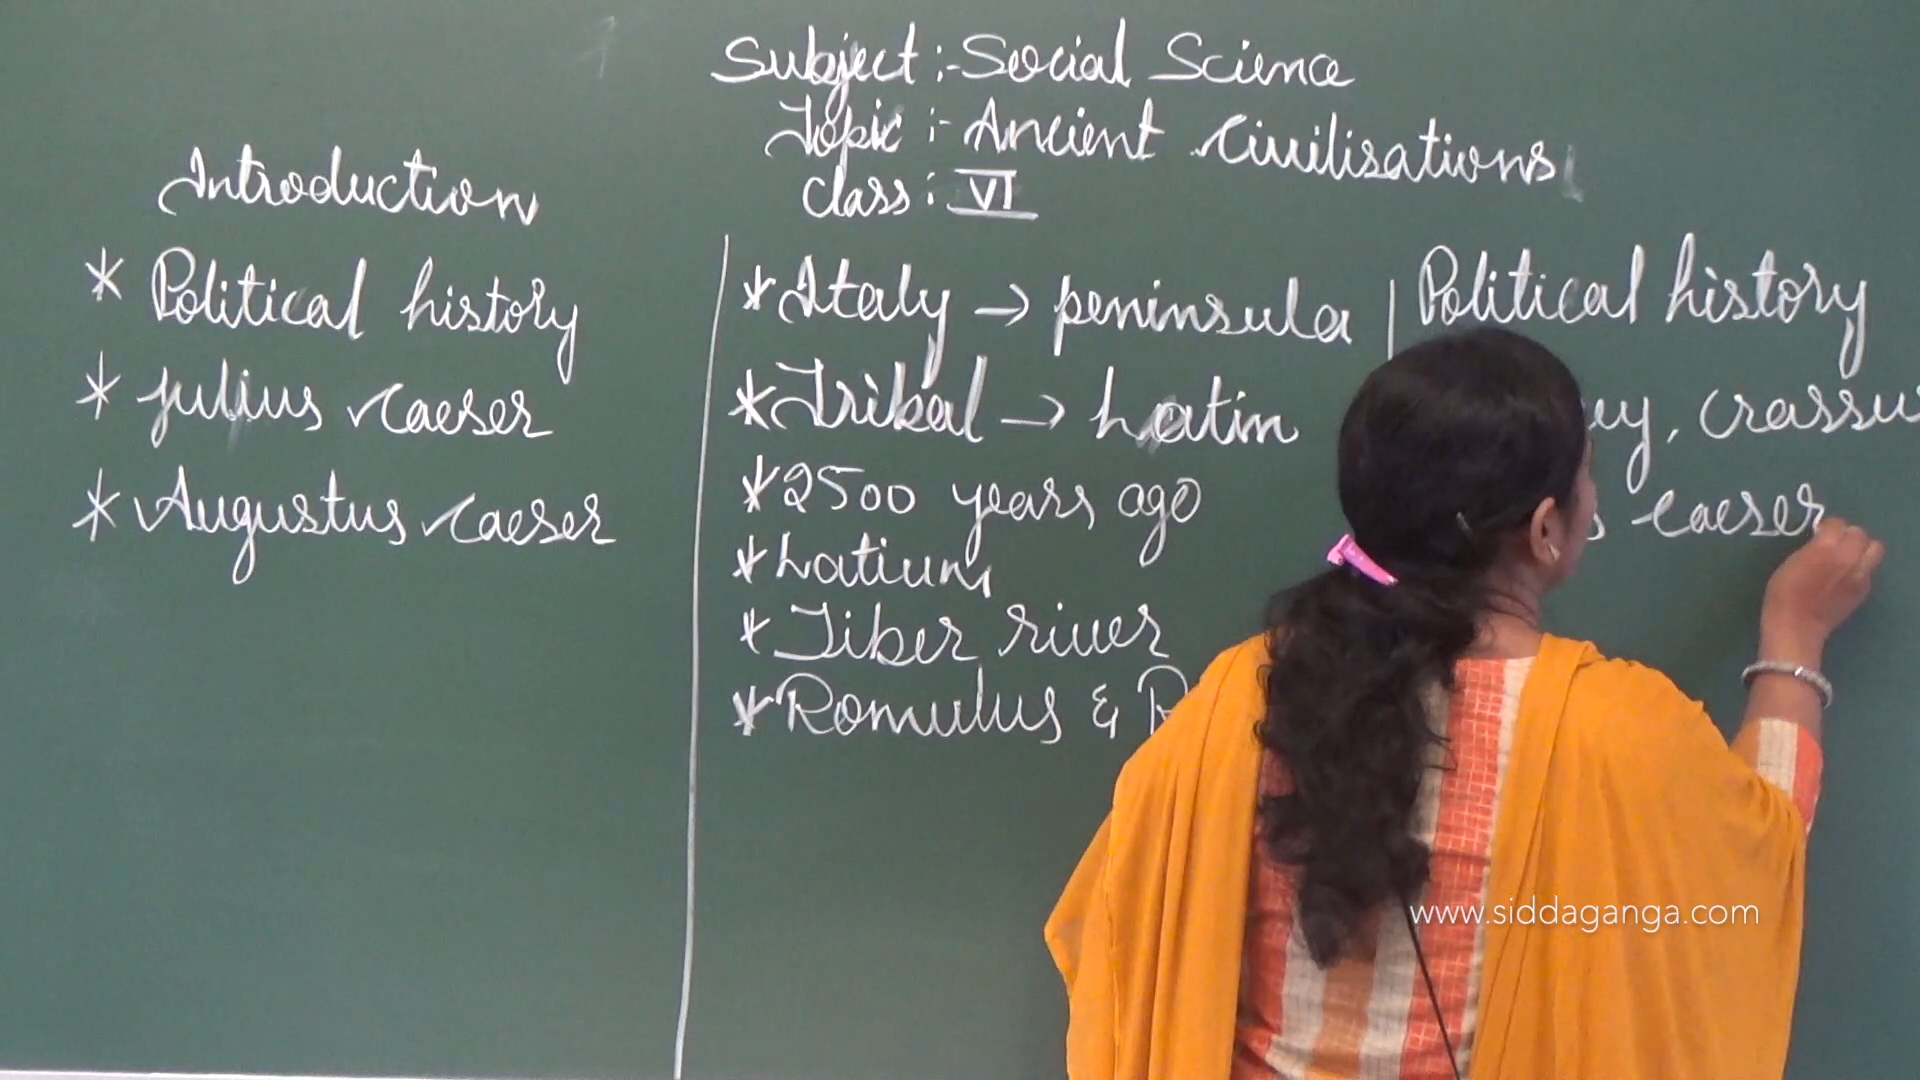 Subject :- Social Science
Topic :- Ancient Civilisations
Class : VI
Introduction
* Political history
* Julius Caeser
* Augustus Caeser
* Italy → peninsula
* Tribal → Latin
* 2500 years ago
* Latium
* Tiber river
* Romulus &
Political history
Crassus
Caeser
www.siddaganga.com